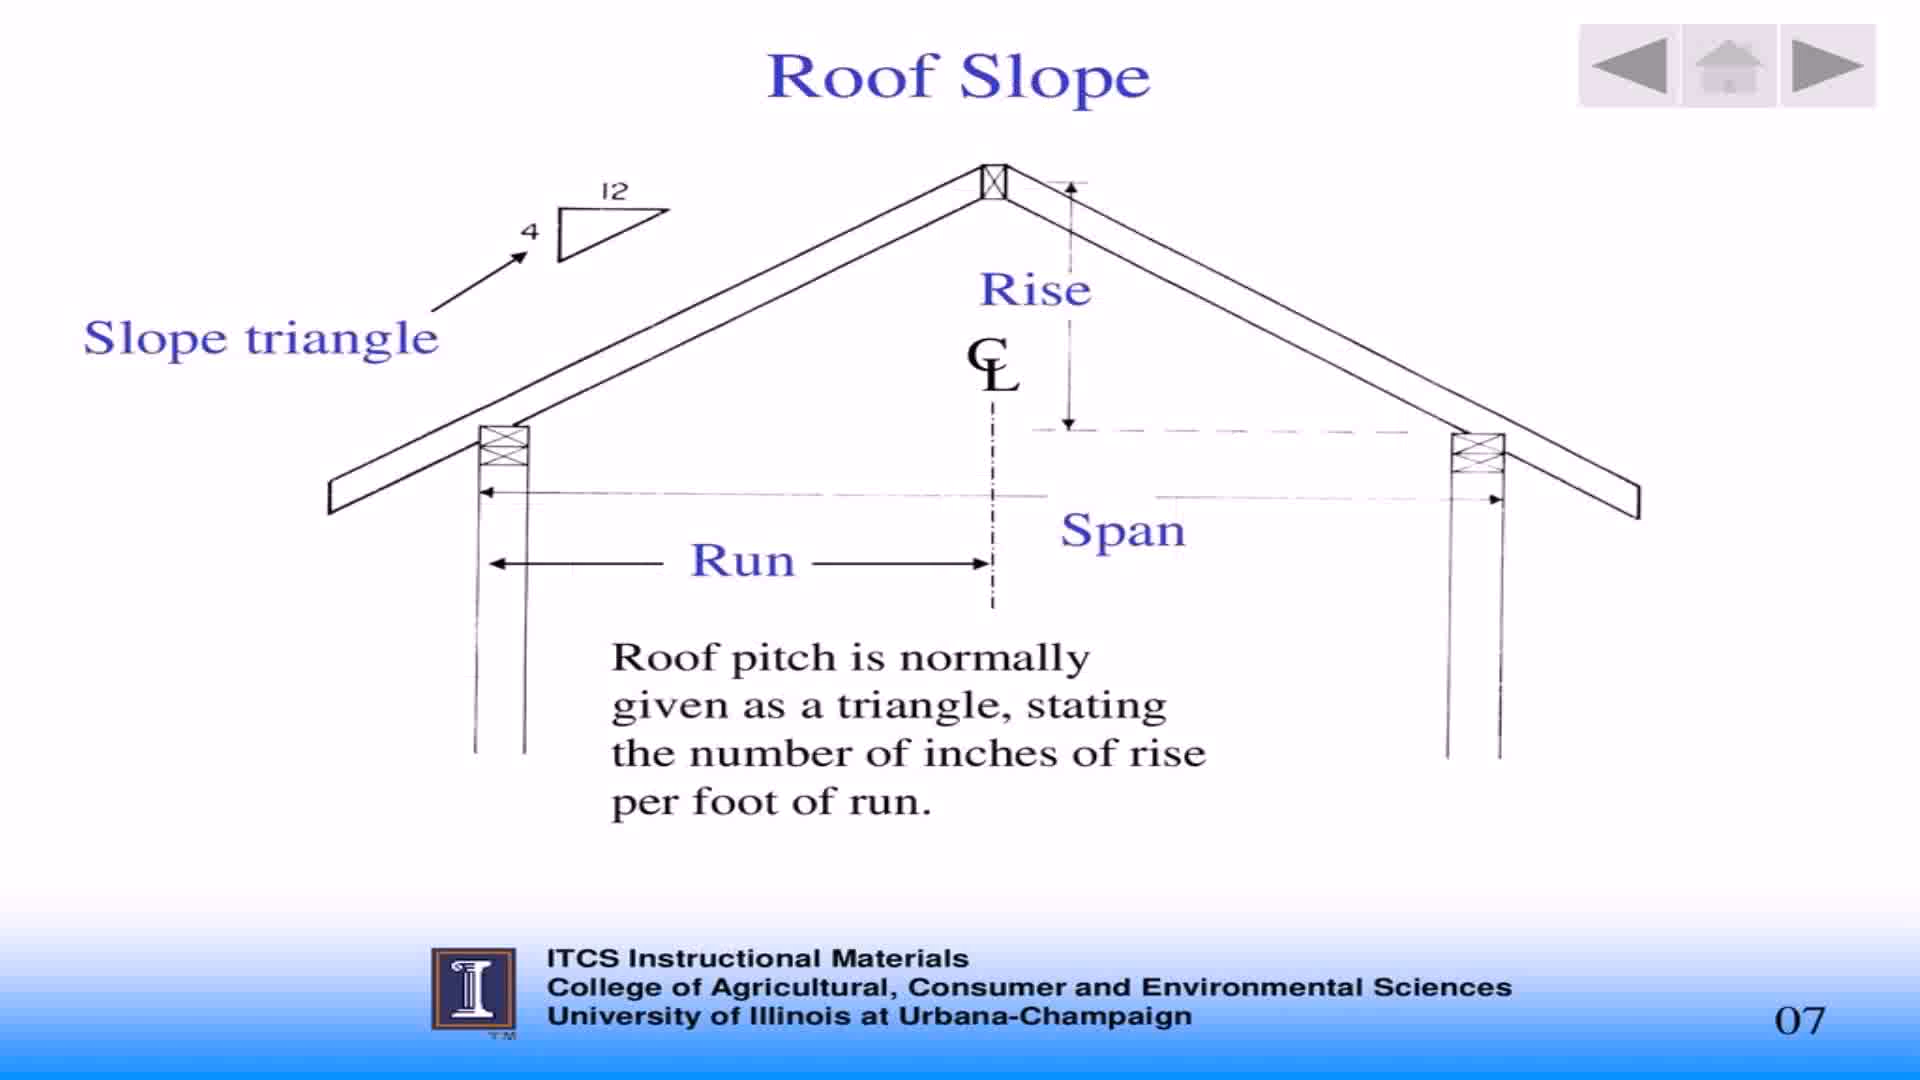 Roof Slope
12
4
Slope triangle
Rise
CL
Span
Run
Roof pitch is normally
given as a triangle, stating
the number of inches of rise
per foot of run.
I
TM
ITCS Instructional Materials
College of Agricultural, Consumer and Environmental Sciences
University of Illinois at Urbana-Champaign
07